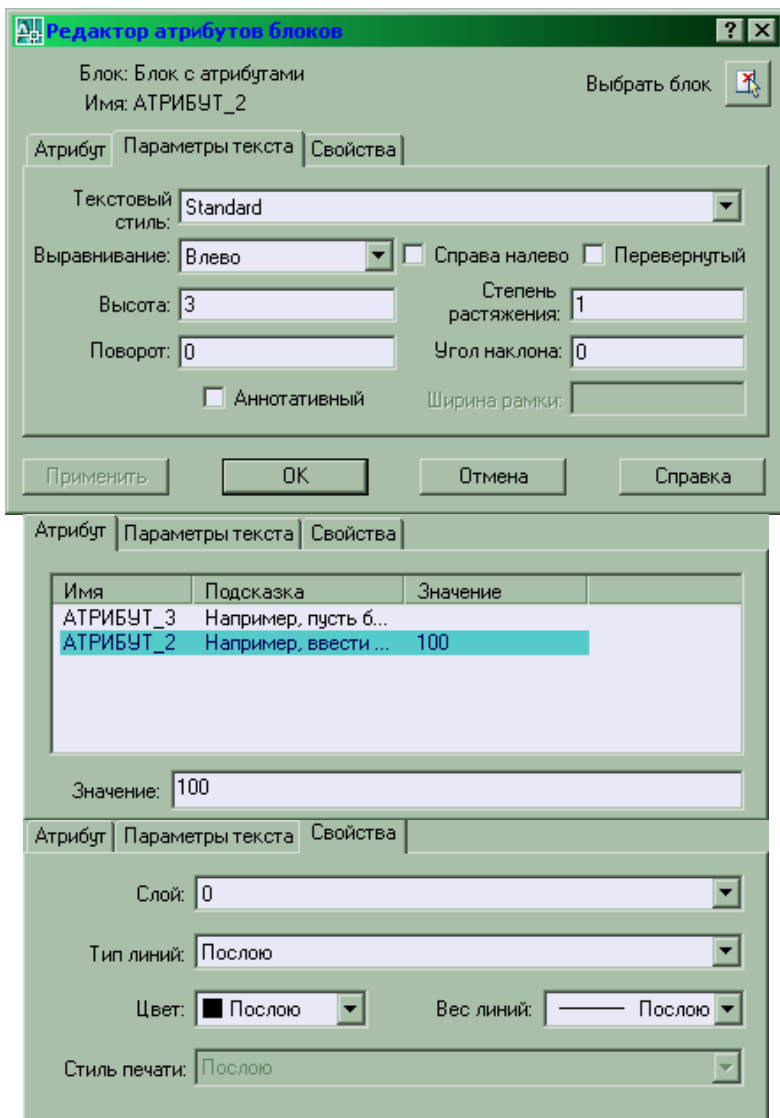 Редактор атрибутов блоков
Блок: Блок с атрибутами
Имя: АТРИБУТ_2
Выбрать блок
Атрибут Параметры текста Свойства
Текстовый стиль: Standard
Выравнивание: Влево Справа налево Перевернутый
Высота: 3 Степень растяжения: 1
Поворот: 0 Угол наклона: 0
Аннотативный Ширина рамки:
Применить OK Отмена Справка
Атрибут Параметры текста Свойства
Имя Подсказка Значение
АТРИБУТ_3 Например, пусть б...
АТРИБУТ_2 Например, ввести ... 100
Значение: 100
Атрибут Параметры текста Свойства
Слой: 0
Тип линий: Послою
Цвет: Послою Вес линий: Послою
Стиль печати: Послою